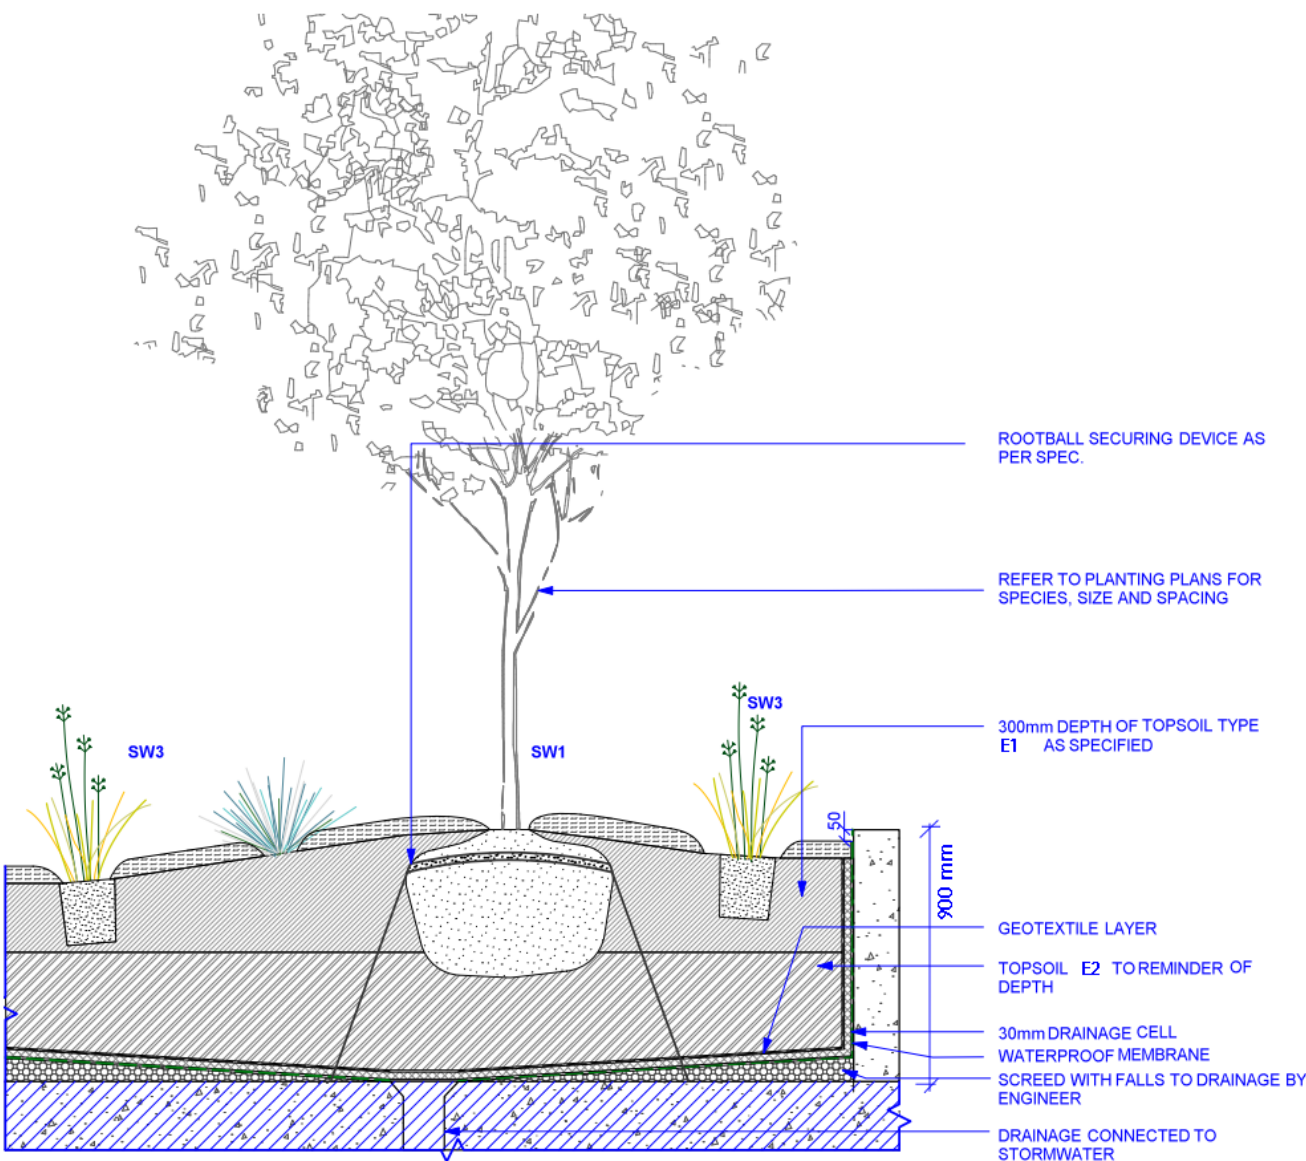 ROOTBALL SECURING DEVICE AS
PER SPEC.
REFER TO PLANTING PLANS FOR
SPECIES, SIZE AND SPACING
SW3
SW3
SW1
300mm DEPTH OF TOPSOIL TYPE
E1 AS SPECIFIED
50
900 mm
GEOTEXTILE LAYER
TOPSOIL E2 TO REMINDER OF
DEPTH
30mm DRAINAGE CELL
WATERPROOF MEMBRANE
SCREED WITH FALLS TO DRAINAGE BY
ENGINEER
DRAINAGE CONNECTED TO
STORMWATER